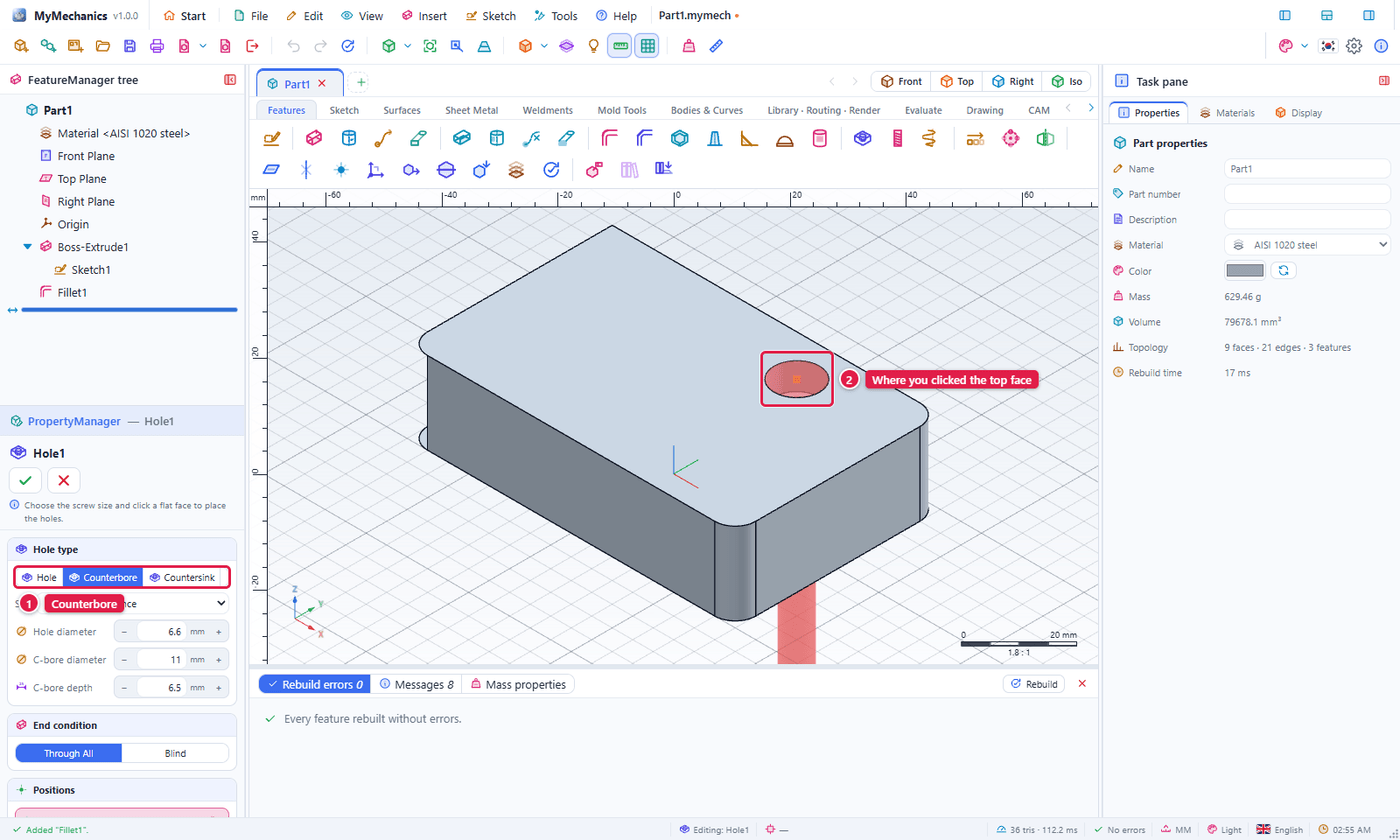 MyMechanics v1.0.0 Start File Edit View Insert Sketch Tools Help Part1.mymech •
FeatureManager tree
Part1
Material <AISI 1020 steel>
Front Plane
Top Plane
Right Plane
Origin
Boss-Extrude1
Sketch1
Fillet1
PropertyManager — Hole1
Hole1
Choose the screw size and click a flat face to place
the holes.
Hole type
Hole Counterbore Countersink
1 Counterbore
Hole diameter − 6.6 mm +
C-bore diameter − 11 mm +
C-bore depth − 6.5 mm +
End condition
Through All Blind
Positions
Part1 × +
Front Top Right Iso
Features Sketch Surfaces Sheet Metal Weldments Mold Tools Bodies & Curves Library · Routing · Render Evaluate Drawing CAM
mm -60 -40 -20 0 20 40 60
40
20
0
-20
2 Where you clicked the top face
Z
Y
X
0 20 mm
1.8 : 1
Rebuild errors 0 Messages 8 Mass properties Rebuild
Every feature rebuilt without errors.
Task pane
Properties Materials Display
Part properties
Name Part1
Part number
Description
Material AISI 1020 steel
Color
Mass 629.46 g
Volume 79678.1 mm³
Topology 9 faces · 21 edges · 3 features
Rebuild time 17 ms
Added "Fillet1". Editing: Hole1 — 36 tris · 112.2 ms No errors MM Light English 02:55 AM